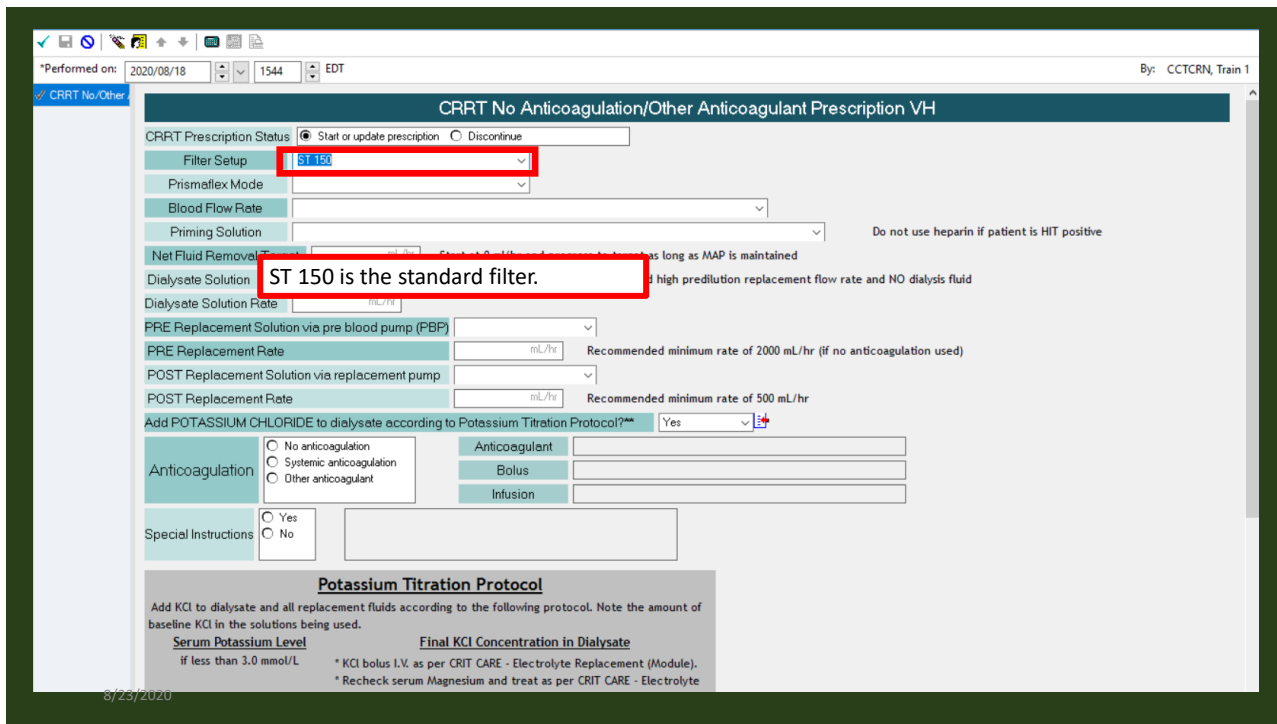 *Performed on: 2020/08/18 1544 EDT By: CCTCRN, Train 1
CRRT No/Other
CRRT No Anticoagulation/Other Anticoagulant Prescription VH
CRRT Prescription Status Start or update prescription Discontinue
Filter Setup ST 150
Prismaflex Mode
Blood Flow Rate
Priming Solution Do not use heparin if patient is HIT positive
Net Fluid Removal as long as MAP is maintained
ST 150 is the standard filter.
Dialysate Solution high predilution replacement flow rate and NO dialysis fluid
Dialysate Solution Rate mL/hr
PRE Replacement Solution via pre blood pump (PBP)
PRE Replacement Rate mL/hr Recommended minimum rate of 2000 mL/hr (if no anticoagulation used)
POST Replacement Solution via replacement pump
POST Replacement Rate mL/hr Recommended minimum rate of 500 mL/hr
Add POTASSIUM CHLORIDE to dialysate according to Potassium Titration Protocol?** Yes
Anticoagulation
No anticoagulation
Systemic anticoagulation
Other anticoagulant
Anticoagulant
Bolus
Infusion
Special Instructions
Yes
No
Potassium Titration Protocol
Add KCl to dialysate and all replacement fluids according to the following protocol. Note the amount of
baseline KCl in the solutions being used.
Serum Potassium Level Final KCl Concentration in Dialysate
if less than 3.0 mmol/L * KCl bolus I.V. as per CRIT CARE - Electrolyte Replacement (Module).
* Recheck serum Magnesium and treat as per CRIT CARE - Electrolyte
8/23/2020